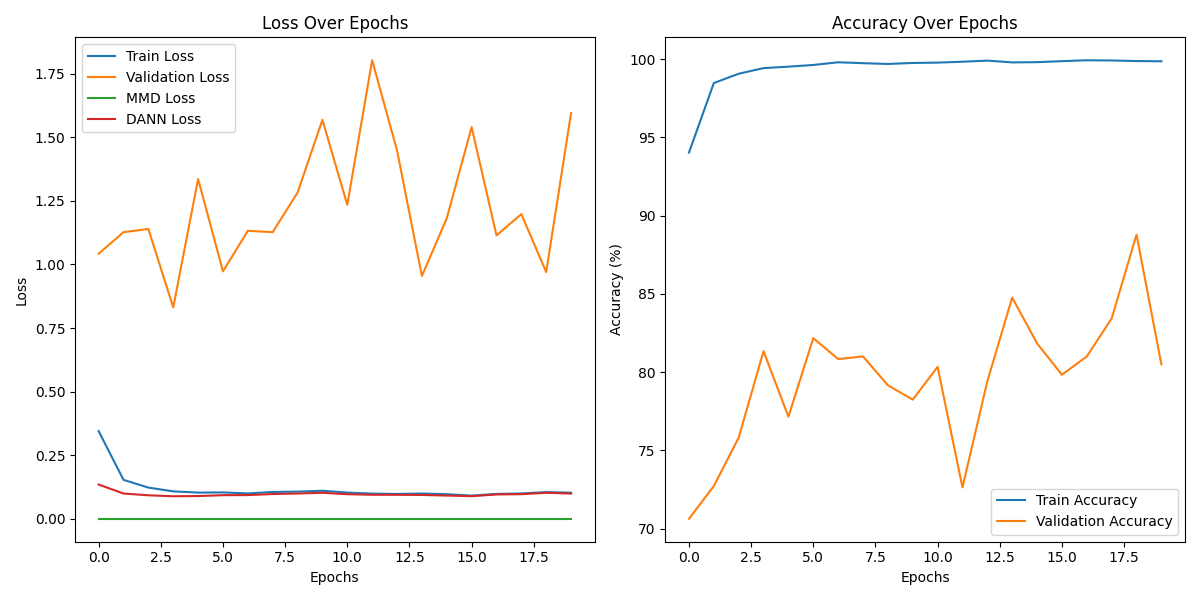 Loss Over Epochs
Train Loss
Validation Loss
MMD Loss
DANN Loss
1.75
1.50
1.25
1.00
0.75
0.50
0.25
0.00
Loss
0.0 2.5 5.0 7.5 10.0 12.5 15.0 17.5
Epochs
Accuracy Over Epochs
100
95
90
85
80
75
70
Accuracy (%)
Train Accuracy
Validation Accuracy
0.0 2.5 5.0 7.5 10.0 12.5 15.0 17.5
Epochs